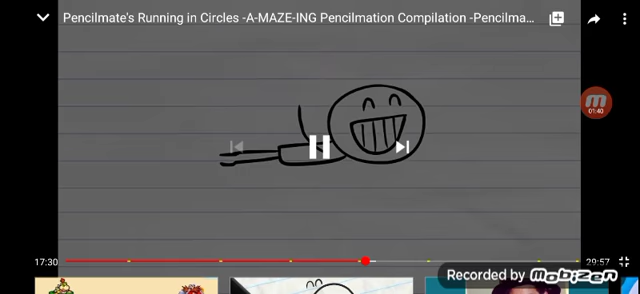 Pencilmate's Running in Circles -A-MAZE-ING Pencilmation Compilation -Pencilma...
01:40
17:30
29:57
Recorded by Mobizen